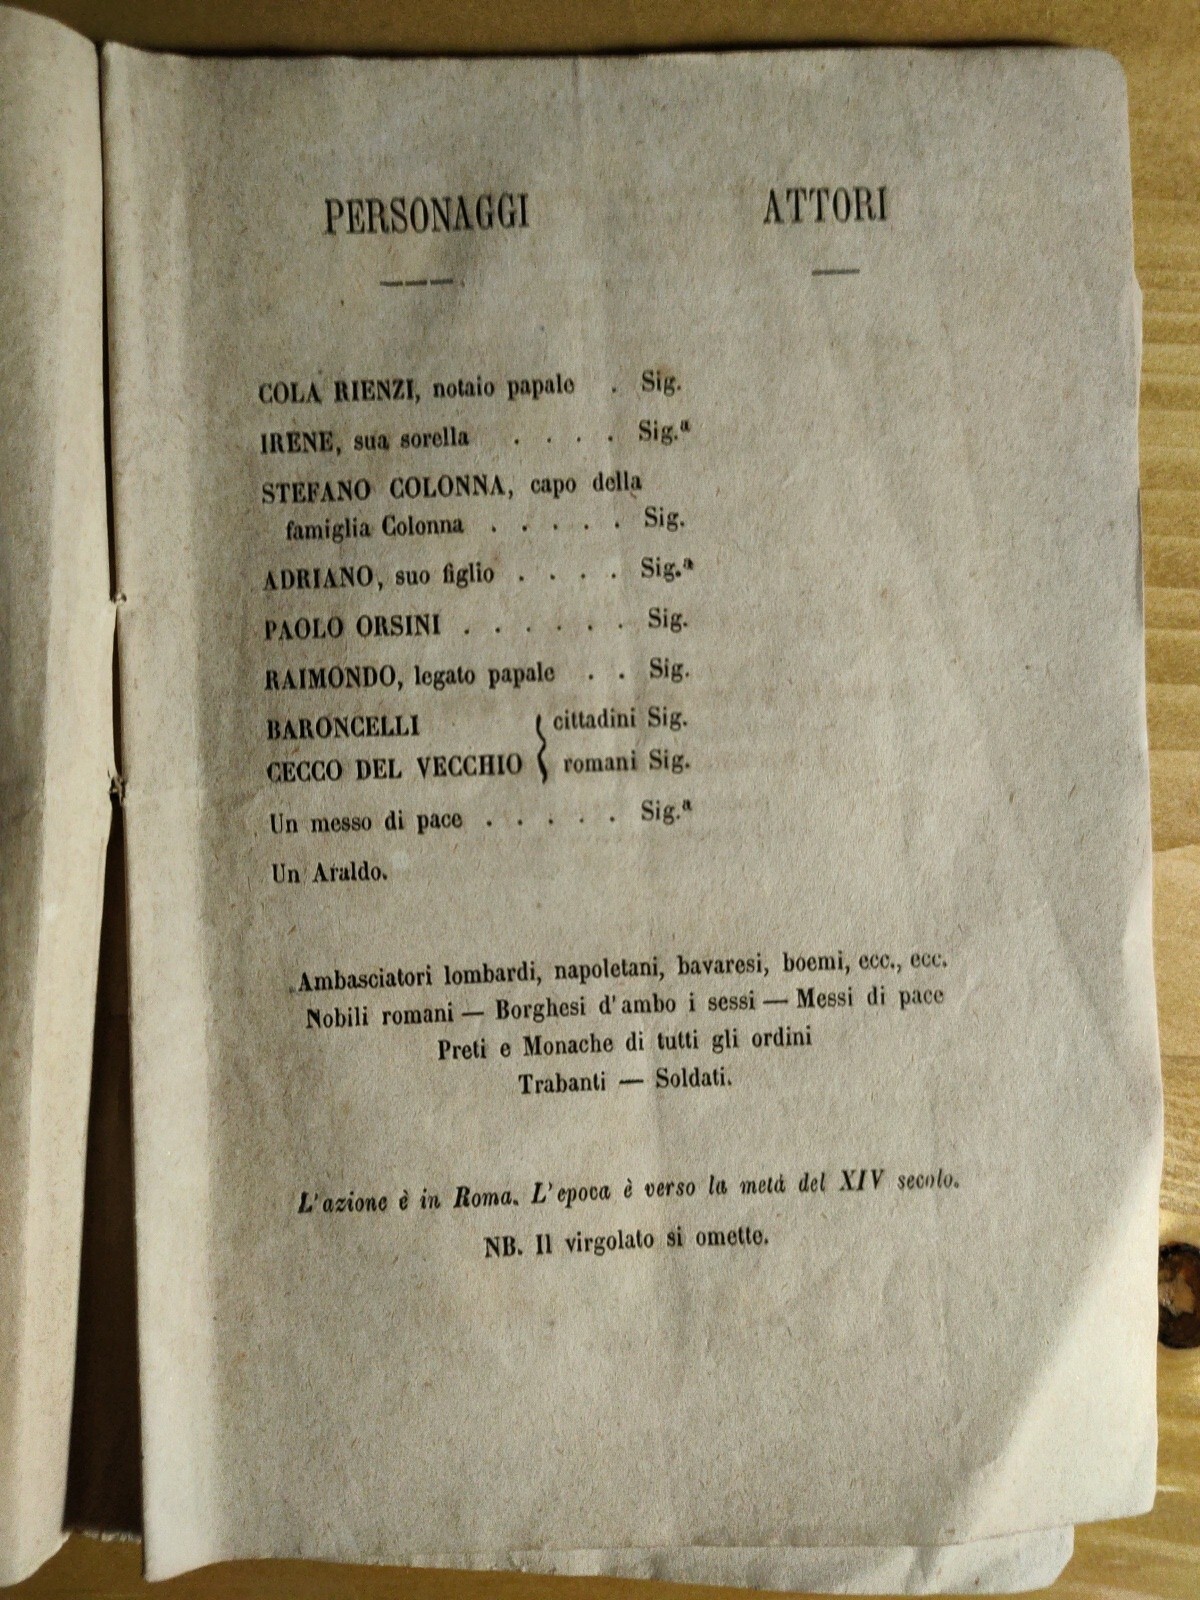 PERSONAGGI ATTORI
COLA RIENZI, notaio papale . Sig.
IRENE, sua sorella . . . . Sig.ª
STEFANO COLONNA, capo della
famiglia Colonna . . . . . Sig.
ADRIANO, suo figlio . . . . Sig.ª
PAOLO ORSINI . . . . . . Sig.
RAIMONDO, legato papale . . Sig.
BARONCELLI { cittadini Sig.
CECCO DEL VECCHIO { romani Sig.
Un messo di pace . . . . . Sig.ª
Un Araldo.
Ambasciatori lombardi, napoletani, bavaresi, boemi, ecc., ecc.
Nobili romani — Borghesi d'ambo i sessi — Messi di pace
Preti e Monache di tutti gli ordini
Trabanti — Soldati.
L'azione è in Roma. L'epoca è verso la metà del XIV secolo.
NB. Il virgolato si omette.